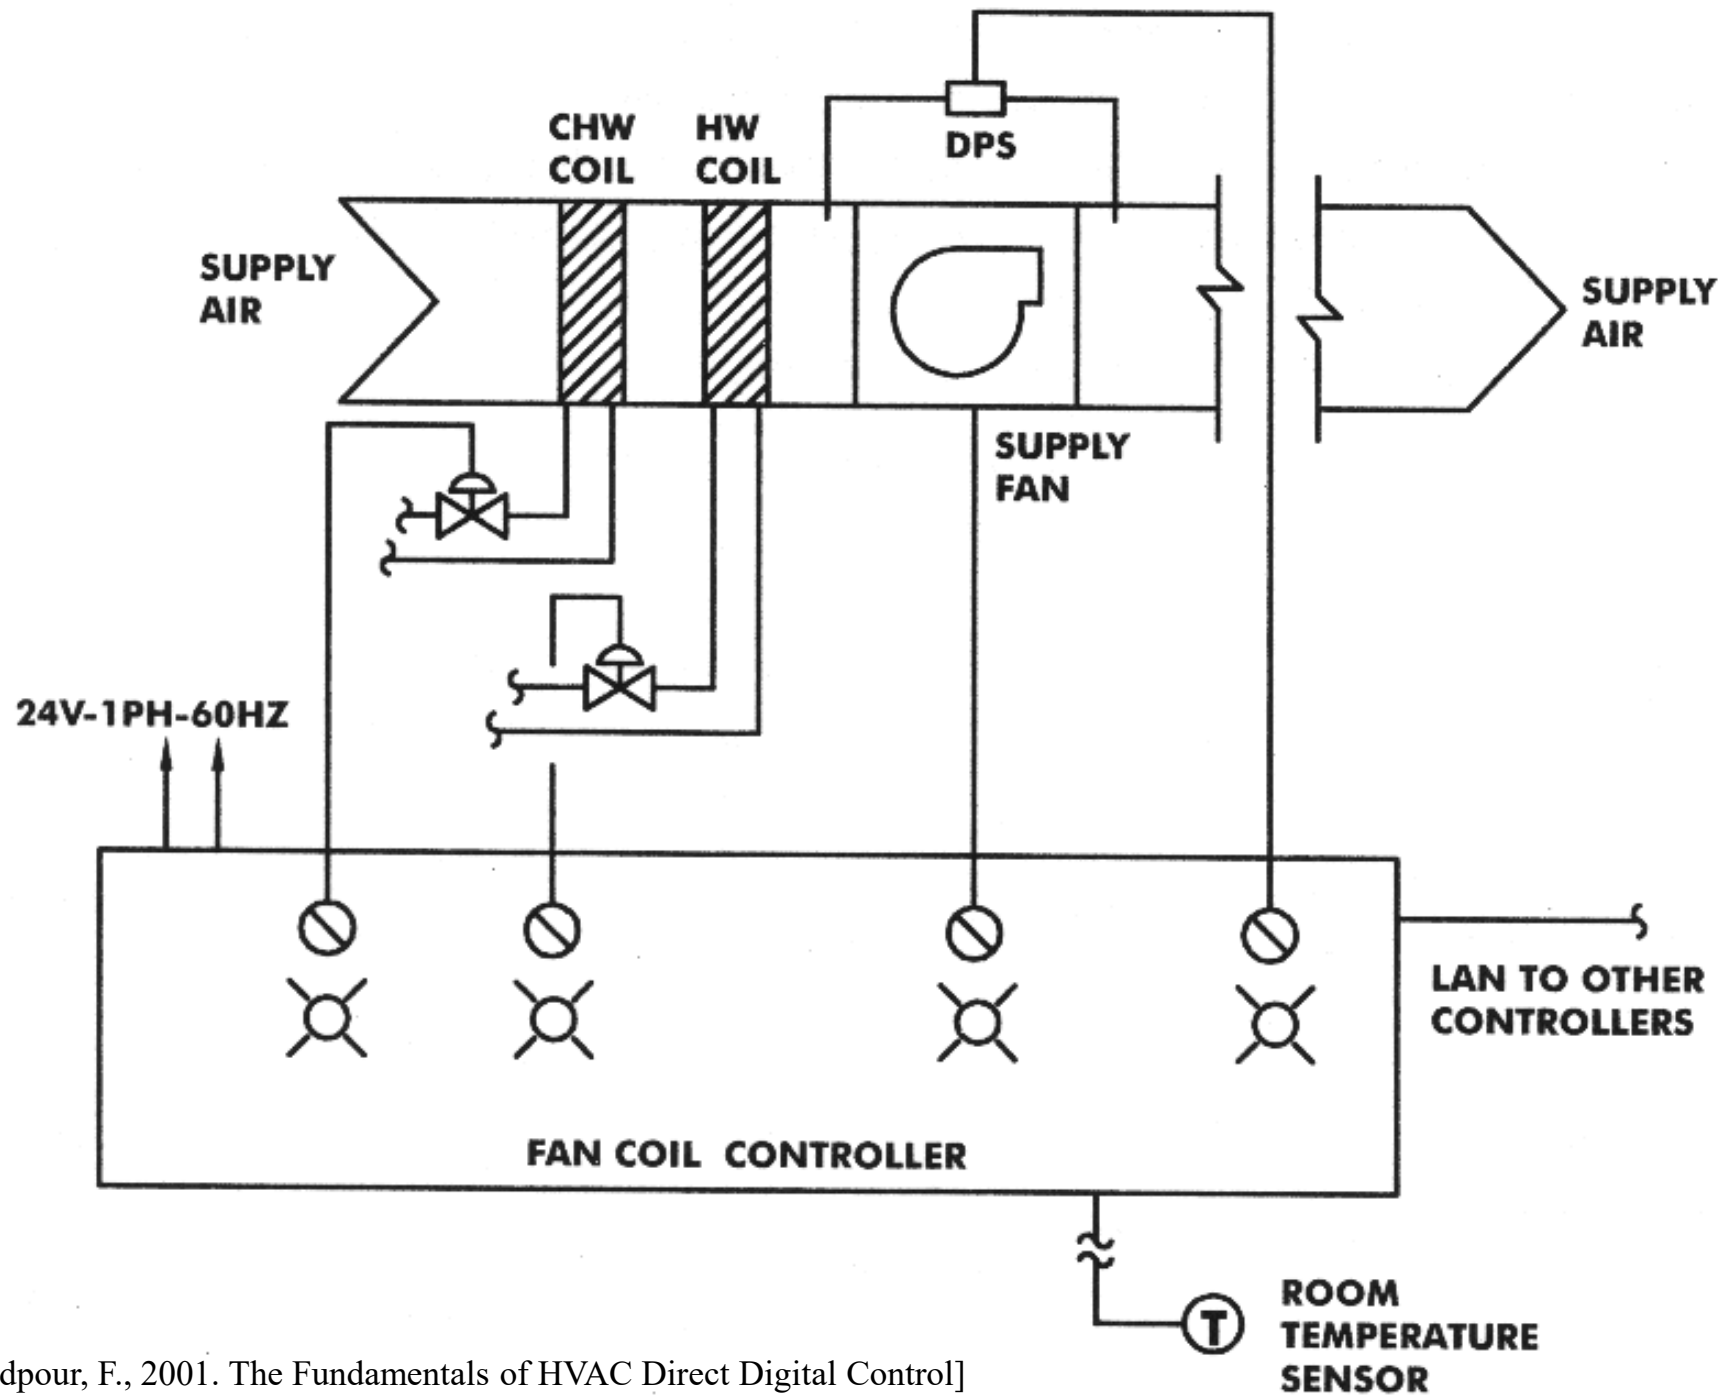 CHW
COIL
HW
COIL
DPS
SUPPLY
AIR
SUPPLY
AIR
SUPPLY
FAN
24V-1PH-60HZ
LAN TO OTHER
CONTROLLERS
FAN COIL CONTROLLER
T
ROOM
TEMPERATURE
SENSOR
dpour, F., 2001. The Fundamentals of HVAC Direct Digital Control]